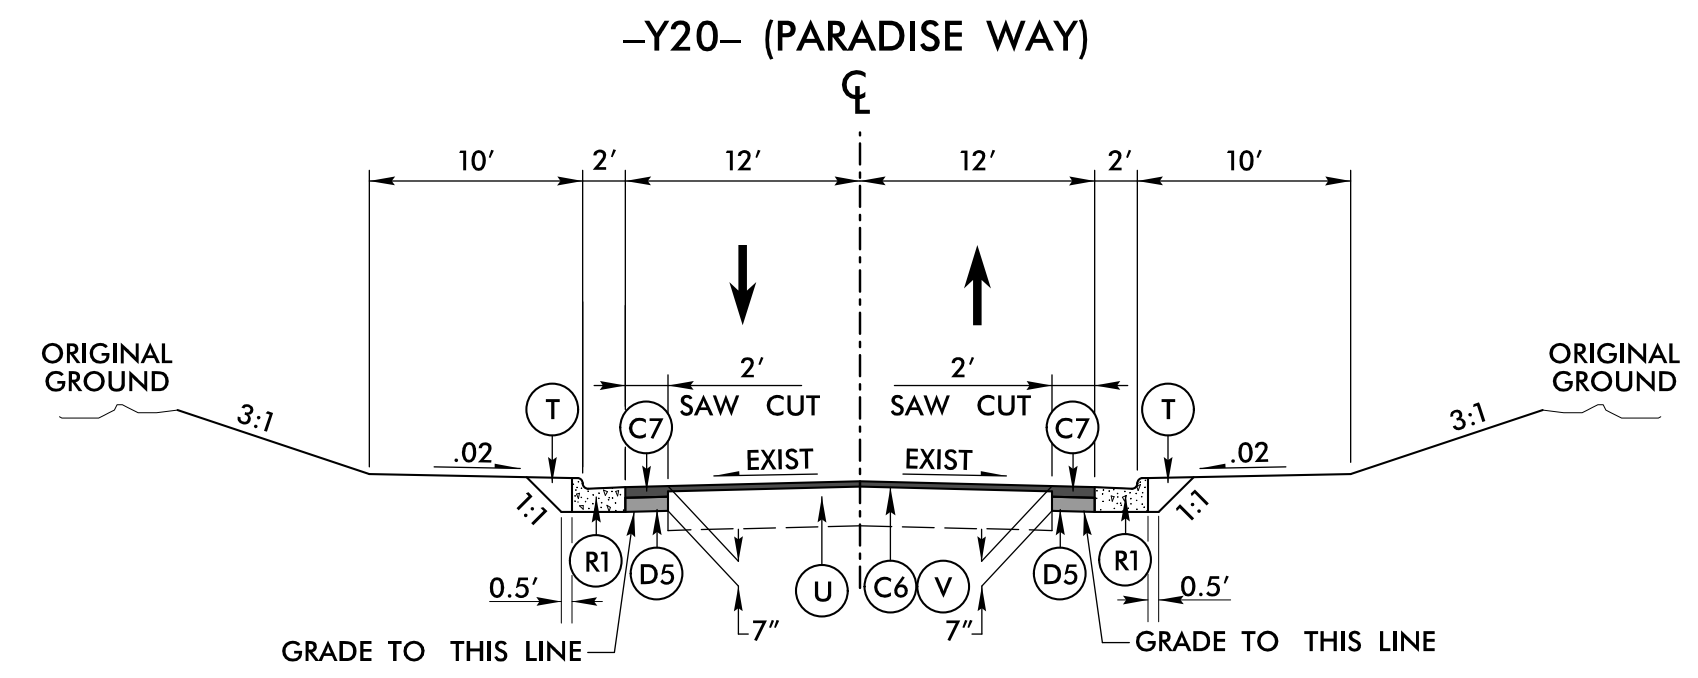 –Y20– (PARADISE WAY)
℄
10' 2' 12' 12' 2' 10'
2' 2'
SAW CUT SAW CUT
ORIGINAL
GROUND
ORIGINAL
GROUND
3:1 T C7 C7 T 3:1
.02 EXIST EXIST .02
1:1 1:1
R1 D5 U C6 V D5 R1
0.5' 0.5'
7" 7"
GRADE TO THIS LINE GRADE TO THIS LINE